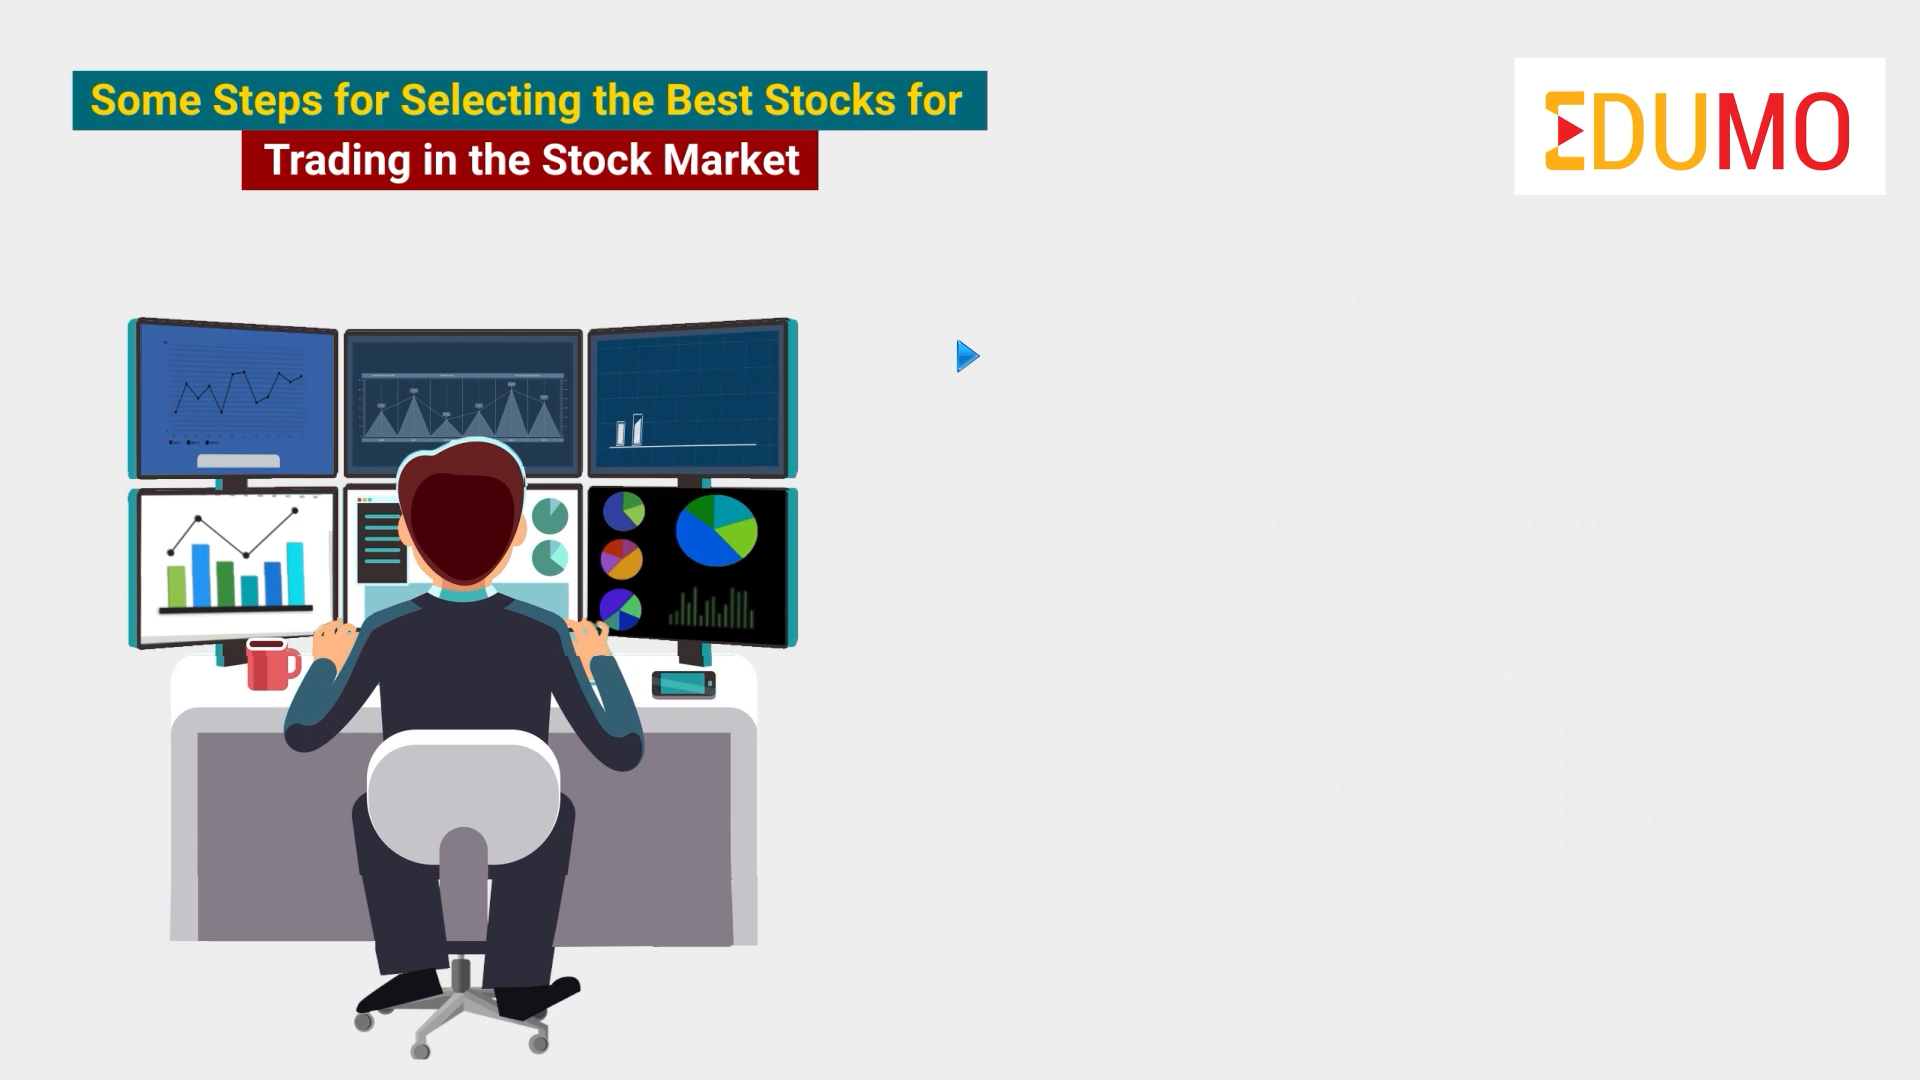 Some Steps for Selecting the Best Stocks for
Trading in the Stock Market
EDUMO